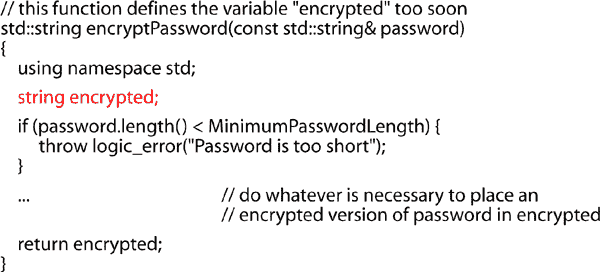 // this function defines the variable "encrypted" too soon
std::string encryptPassword(const std::string& password)
{
using namespace std;
string encrypted;
if (password.length() < MinimumPasswordLength) {
throw logic_error("Password is too short");
}
... // do whatever is necessary to place an
// encrypted version of password in encrypted
return encrypted;
}